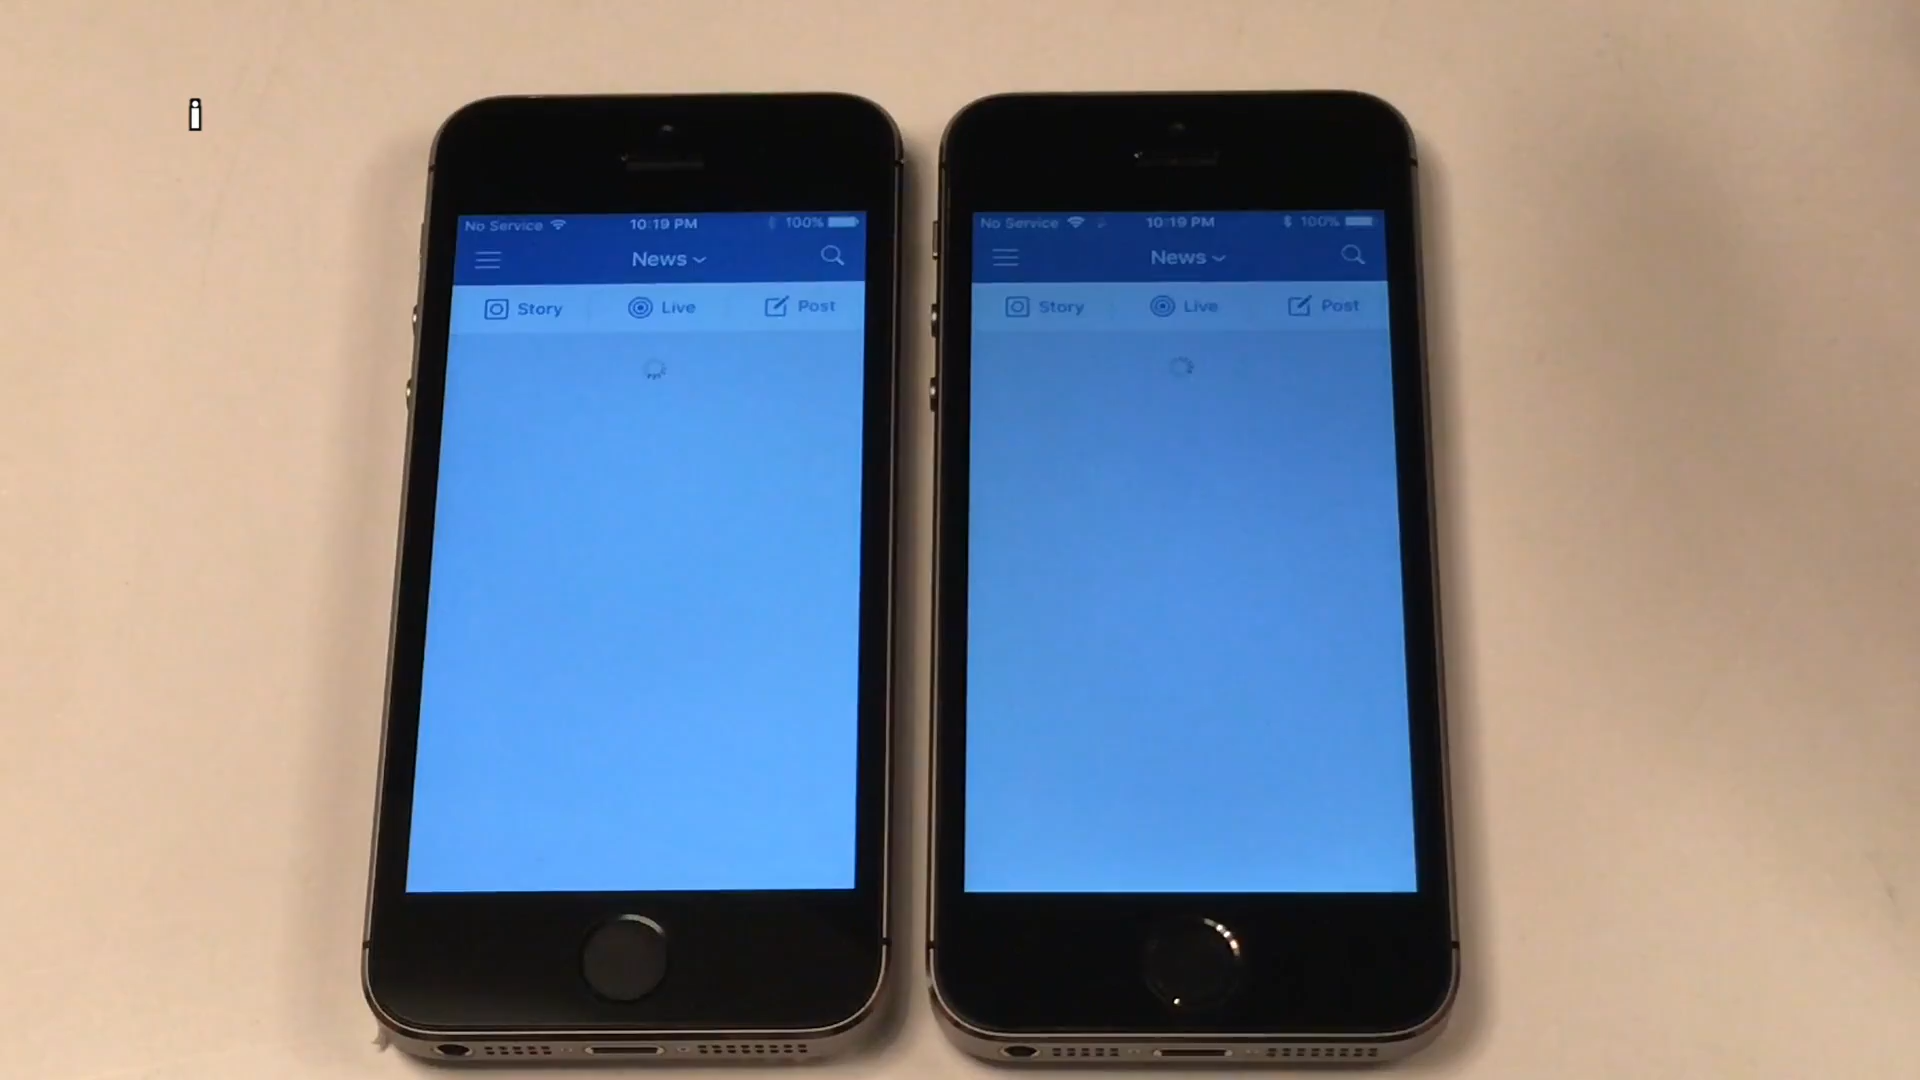 i
No Service 10:19 PM 100%
News
Story Live Post
No Service 10:19 PM 100%
News
Story Live Post